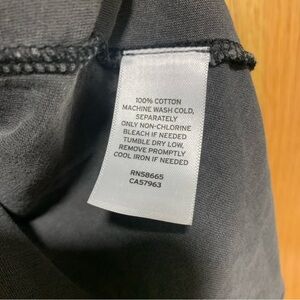 100% COTTON
MACHINE WASH COLD,
SEPARATELY
ONLY NON-CHLORINE
BLEACH IF NEEDED
TUMBLE DRY LOW,
REMOVE PROMPTLY
COOL IRON IF NEEDED
RN58665
CA57963